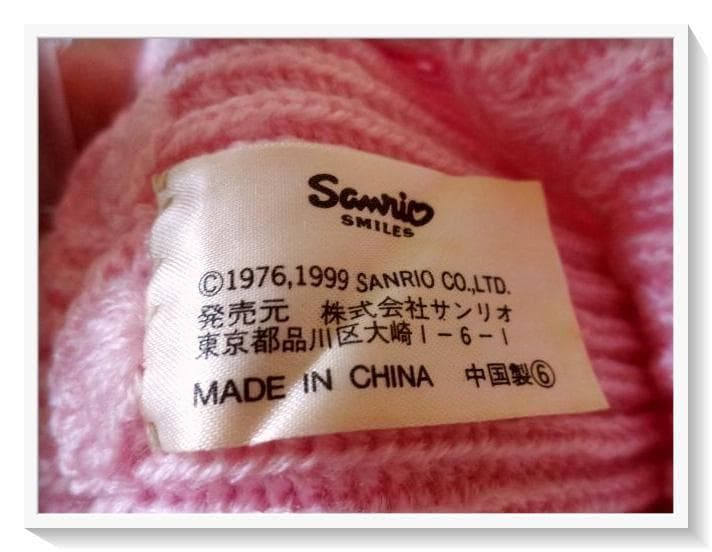 Sanrio
SMILES
©1976,1999 SANRIO CO.,LTD.
発売元 株式会社サンリオ
東京都品川区大崎1-6-1
MADE IN CHINA 中国製⑥